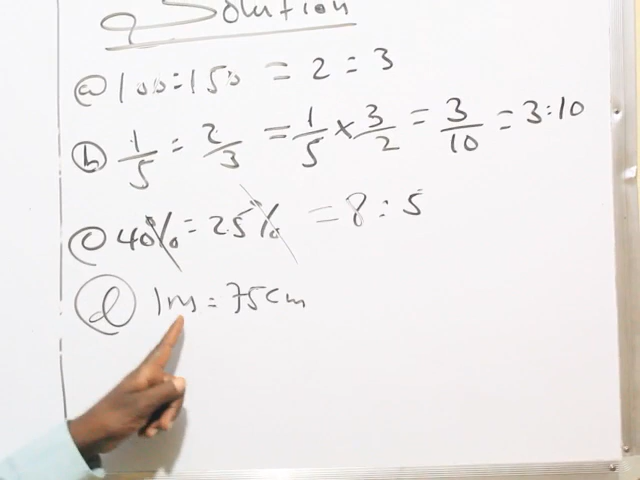 Solution
(a) 100:150 = 2 = 3
(b) 1/5 = 2/3 = 1/5 × 3/2 = 3/10 = 3:10
(c) 40% = 25% = 8:5
(d) 1m = 75cm